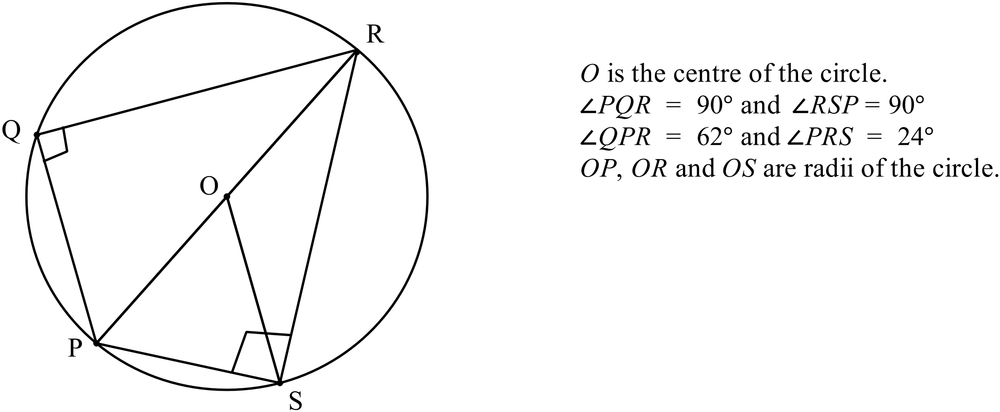 R
O is the centre of the circle.
∠PQR = 90° and ∠RSP = 90°
Q
∠QPR = 62° and ∠PRS = 24°
OP, OR and OS are radii of the circle.
O
P
S